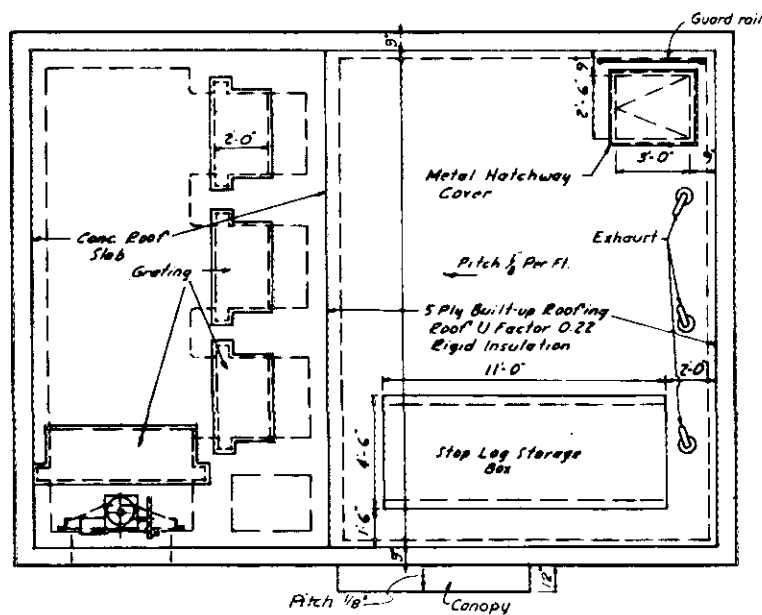 Guard rail
9"
9"
2'-6"
2'-0"
3'-0"
9"
Metal Hatchway
Cover
Conc. Roof
Slab
Grating
Exhaust
Pitch 1/8" Per Ft.
5 Ply Built-up Roofing
Roof U Factor 0.22
Rigid Insulation
11'-0"
2'-0"
4'-6"
Stop Log Storage
Box
1'-6"
9"
12"
Pitch 1/8"
Canopy